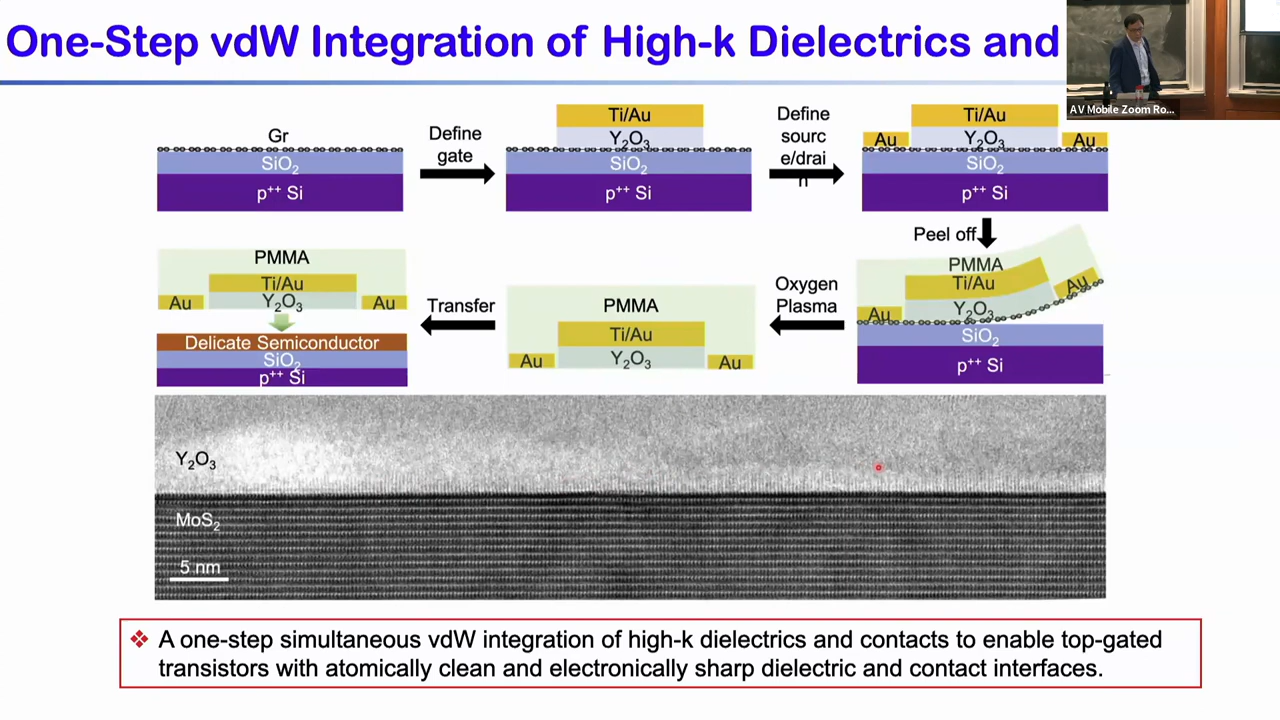 One-Step vdW Integration of High-k Dielectrics and
AV Mobile Zoom Ro...
Gr
SiO₂
p⁺⁺ Si
Define
gate
Ti/Au
Y₂O₃
SiO₂
p⁺⁺ Si
Define
sourc
e/drai
n
Ti/Au
Au
Y₂O₃
Au
SiO₂
p⁺⁺ Si
Peel off
PMMA
Ti/Au
Au
Y₂O₃
Au
SiO₂
p⁺⁺ Si
Oxygen
Plasma
PMMA
Ti/Au
Au
Y₂O₃
Au
Transfer
PMMA
Ti/Au
Au
Y₂O₃
Au
Delicate Semiconductor
SiO₂
p⁺⁺ Si
Y₂O₃
MoS₂
5 nm
❖ A one-step simultaneous vdW integration of high-k dielectrics and contacts to enable top-gated
transistors with atomically clean and electronically sharp dielectric and contact interfaces.